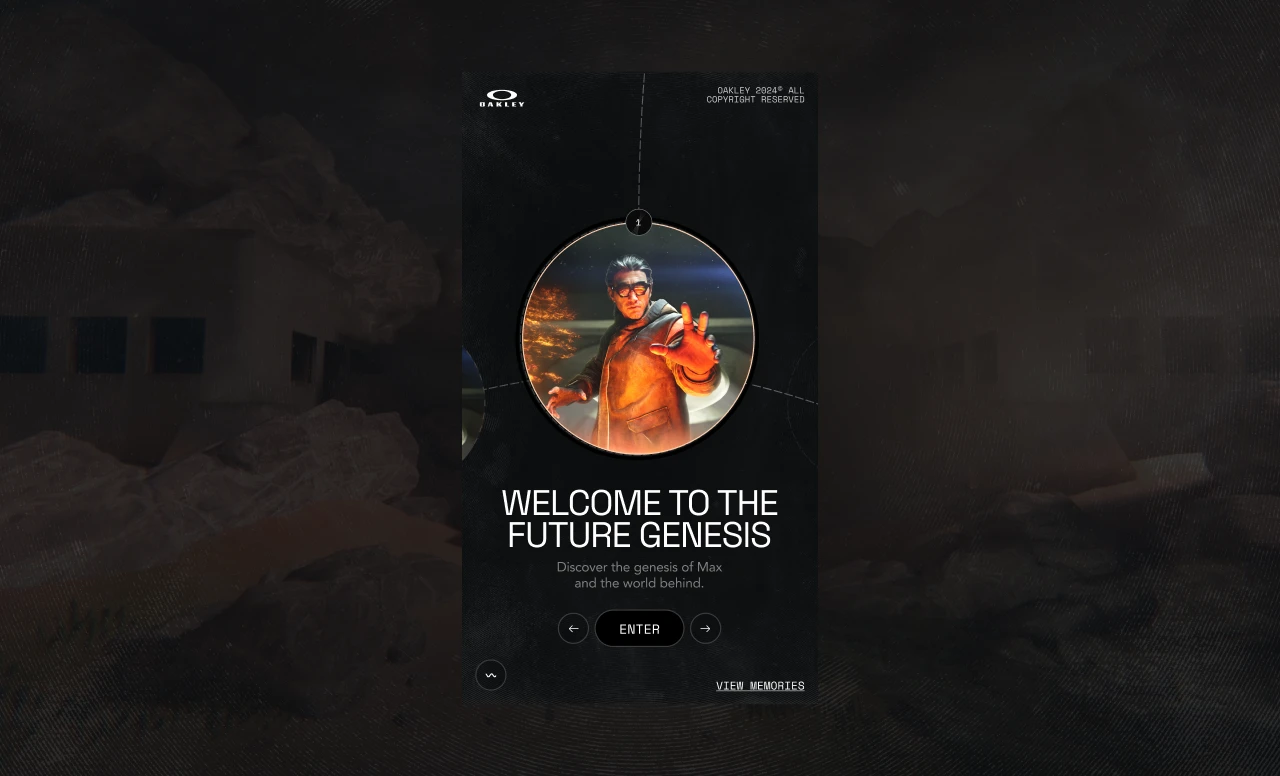 OAKLEY
OAKLEY 2024© ALL
COPYRIGHT RESERVED
1
WELCOME TO THE
FUTURE GENESIS
Discover the genesis of Max
and the world behind.
← ENTER →
VIEW MEMORIES